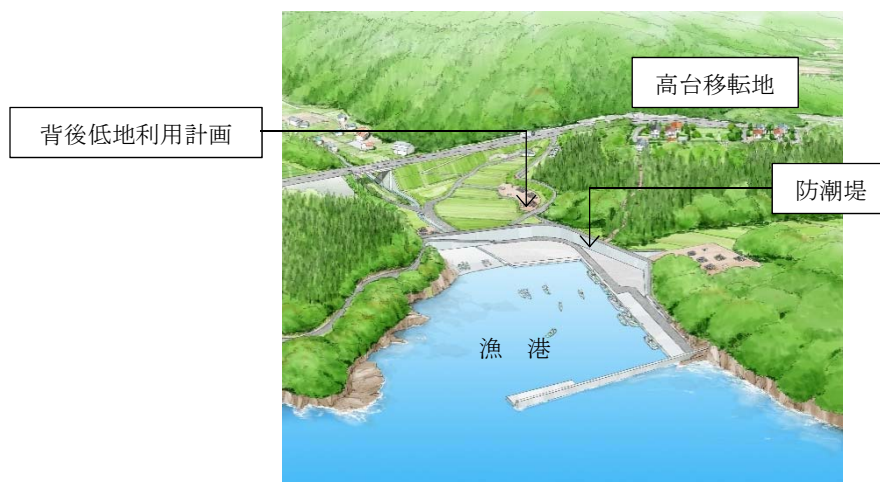 高台移転地
背後低地利用計画
防潮堤
漁 港